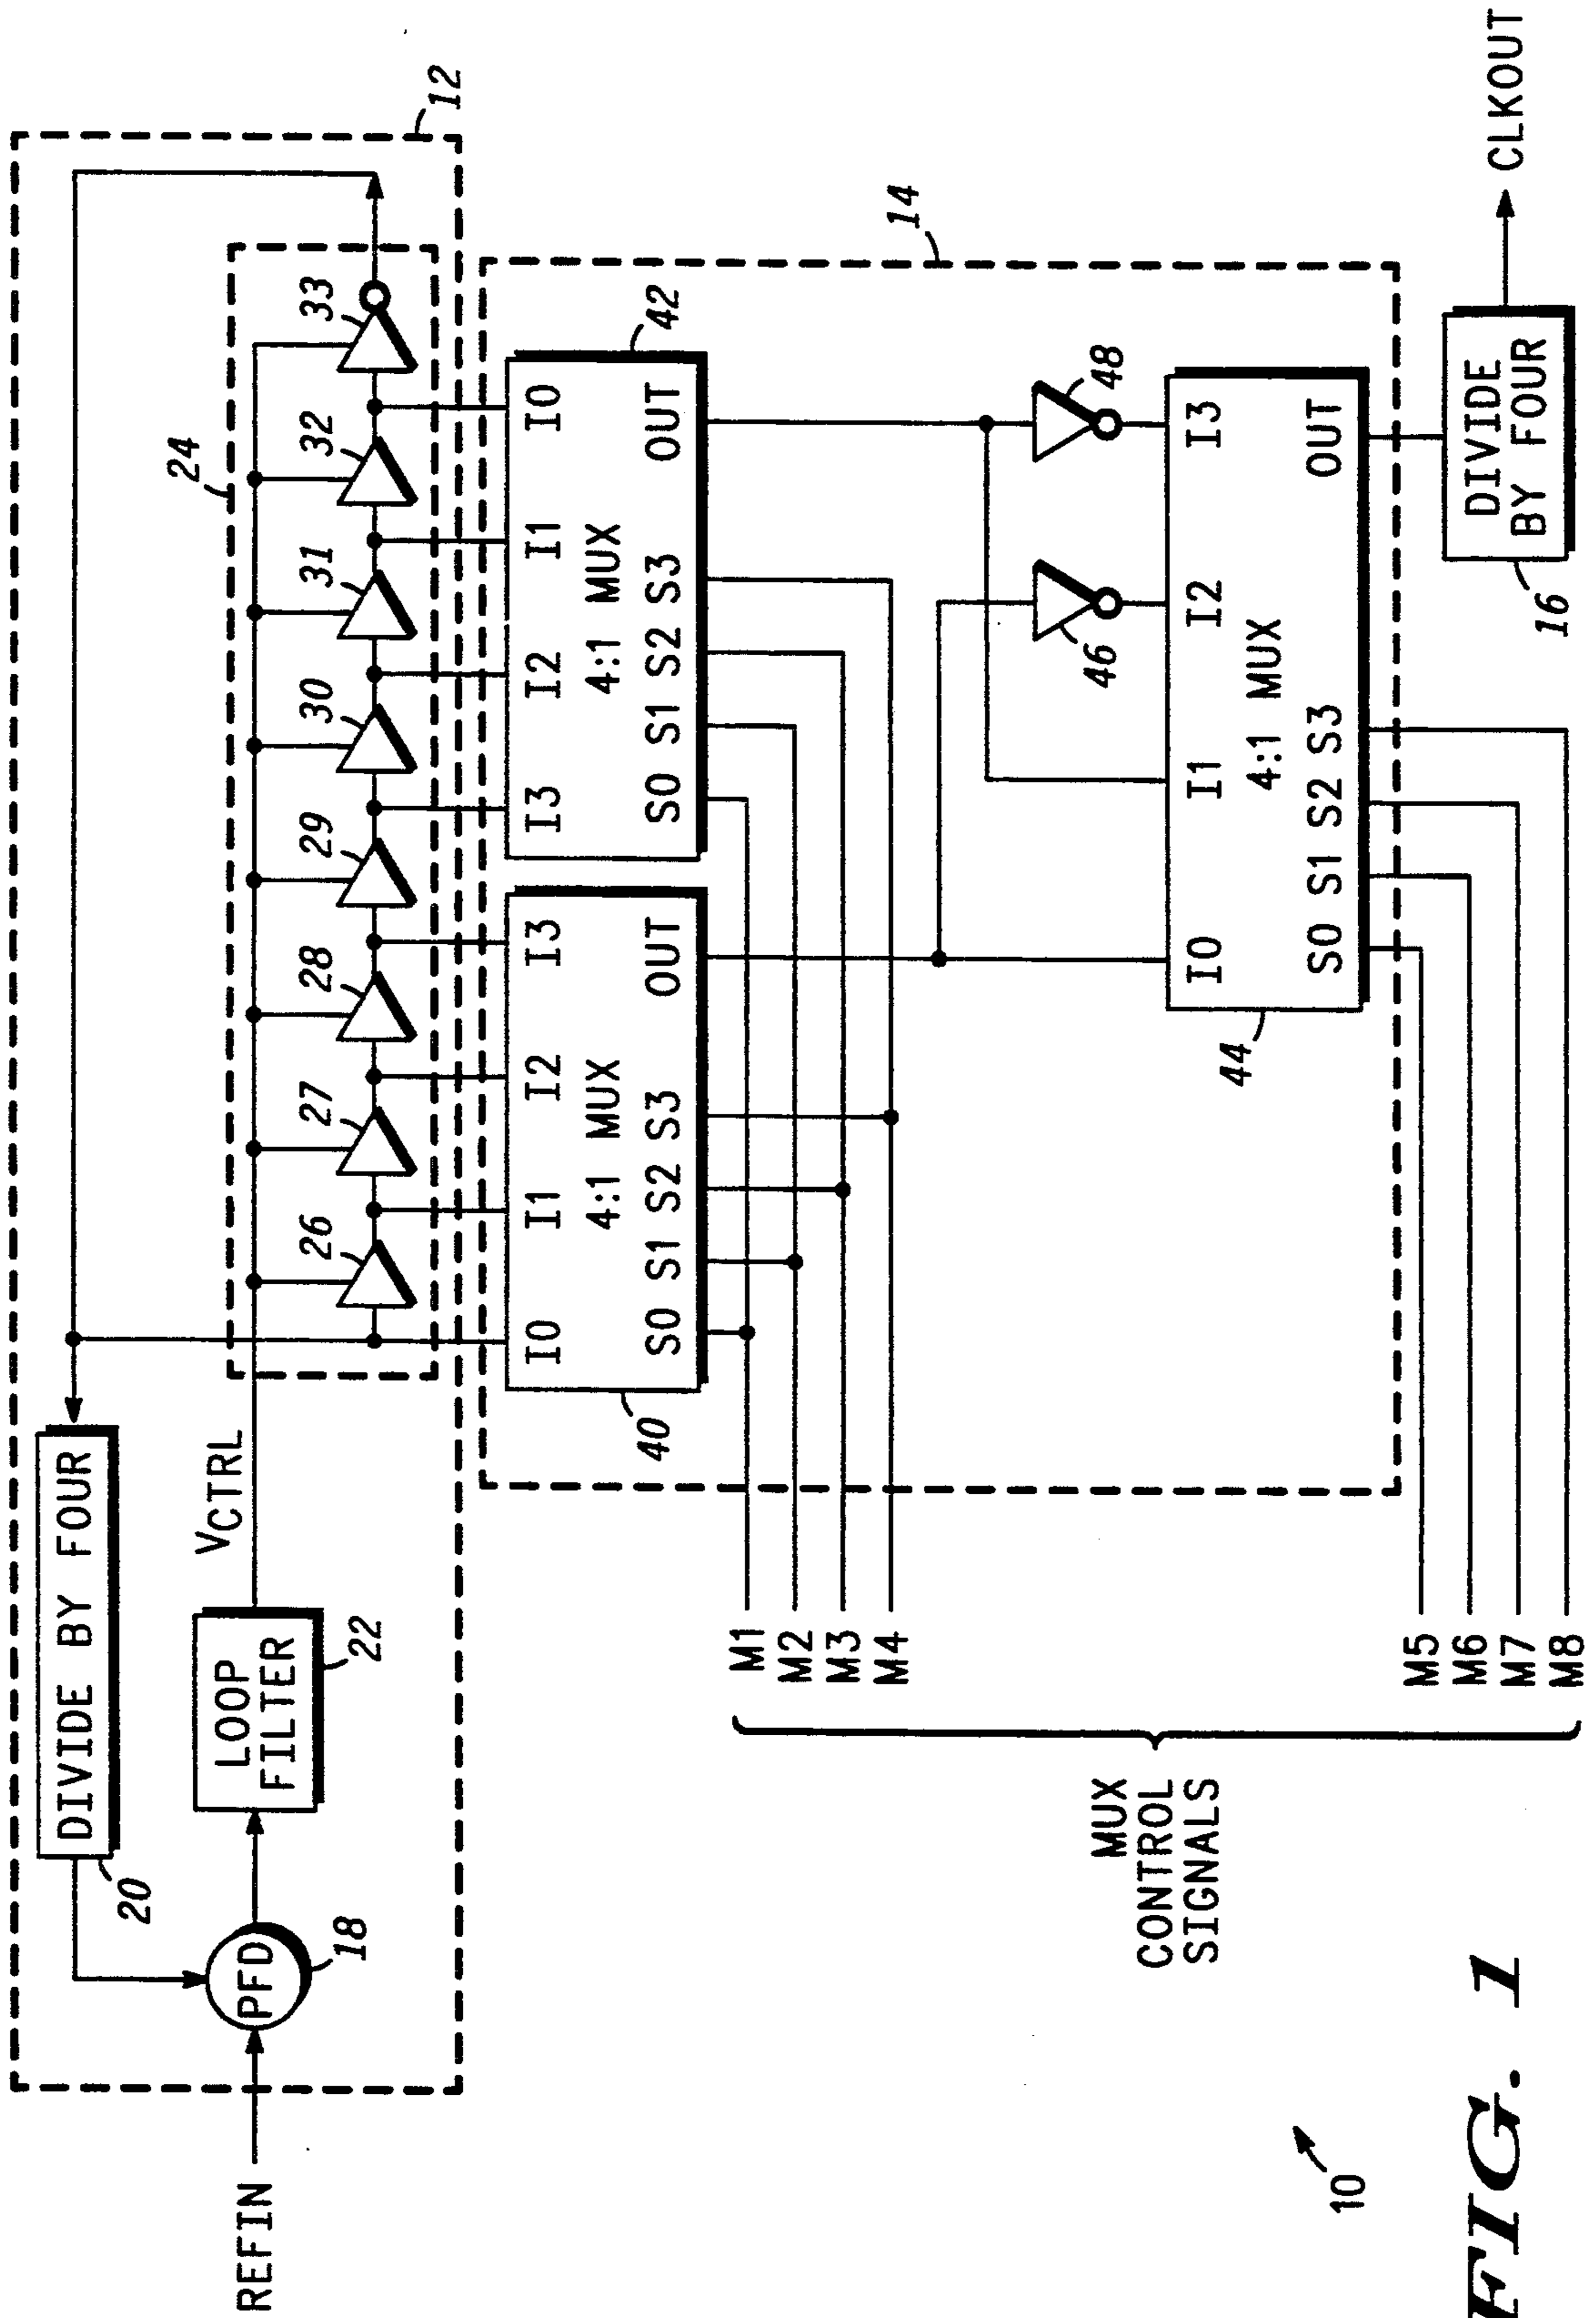 12
DIVIDE BY FOUR
20
24
VCTRL
REFIN
PFD
18
LOOP
FILTER
22
26
27
28
29
30
31
32
33
14
I0
I1
I2
I3
4:1 MUX
S0 S1 S2 S3
OUT
40
I3
I2
I1
I0
4:1 MUX
S0 S1 S2 S3
OUT
42
M1
M2
M3
M4
46
48
MUX
CONTROL
SIGNALS
I0
I1
I2
I3
4:1 MUX
S0 S1 S2 S3
OUT
44
M5
M6
M7
M8
DIVIDE
BY FOUR
16
CLKOUT
10
FIG. 1